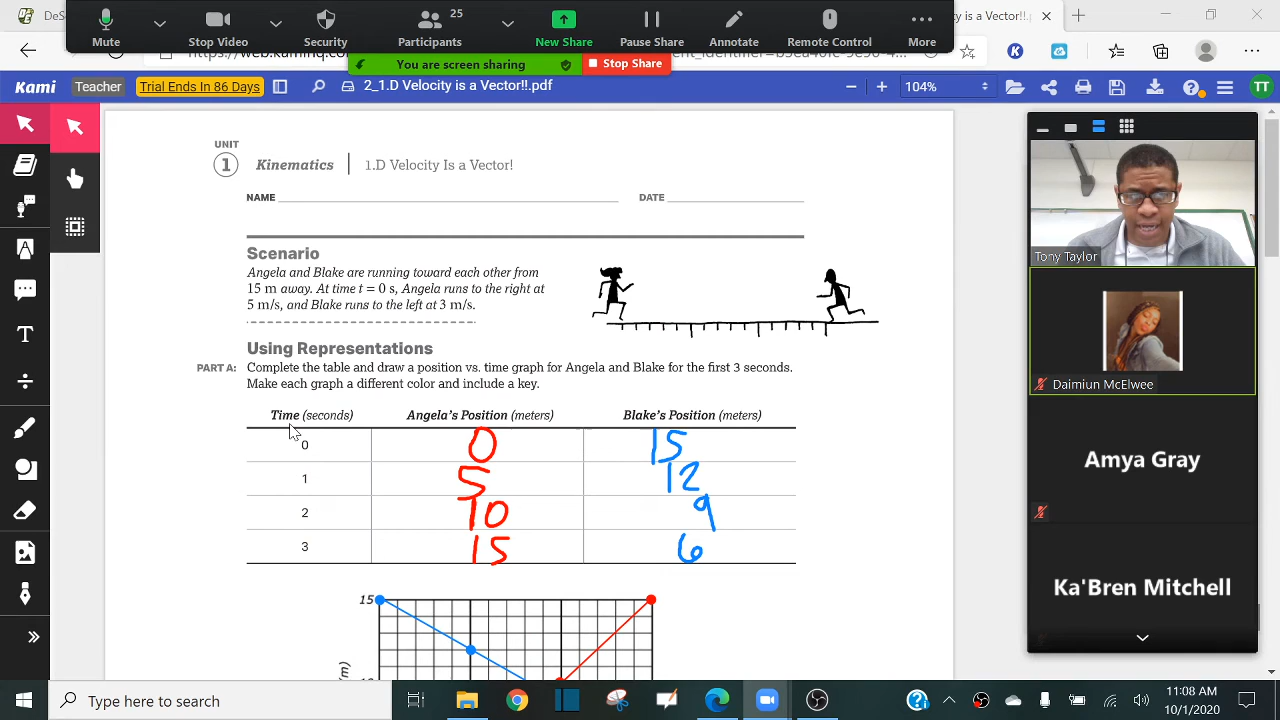 Mute
Stop Video
Security
Participants
25
New Share
Pause Share
Annotate
Remote Control
More
is a Vector!
You are screen sharing
Stop Share
Kami
Teacher
Trial Ends In 86 Days
2_1.D Velocity is a Vector!!.pdf
104%
TT
UNIT
1 Kinematics 1.D Velocity Is a Vector!
NAME DATE
Scenario
Angela and Blake are running toward each other from
15 m away. At time t = 0 s, Angela runs to the right at
5 m/s, and Blake runs to the left at 3 m/s.
Using Representations
PART A: Complete the table and draw a position vs. time graph for Angela and Blake for the first 3 seconds.
Make each graph a different color and include a key.
Time (seconds) Angela's Position (meters) Blake's Position (meters)
0 0 15
1 5 12
2 10 9
3 15 6
15
(m)
Tony Taylor
Daimiun McElwee
Amya Gray
Ka'Bren Mitchell
Type here to search
11:08 AM
10/1/2020